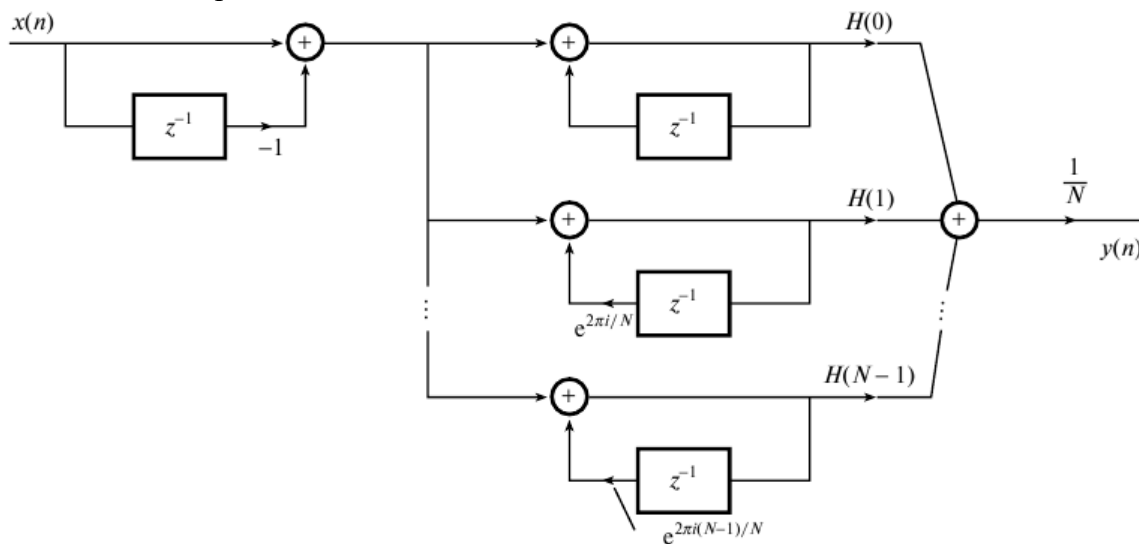 x(n)
H(0)
+
+
z⁻¹
−1
z⁻¹
H(1)
1/N
+
+
y(n)
z⁻¹
e^{2πi/N}
⋮
⋮
H(N − 1)
+
z⁻¹
e^{2πi(N−1)/N}